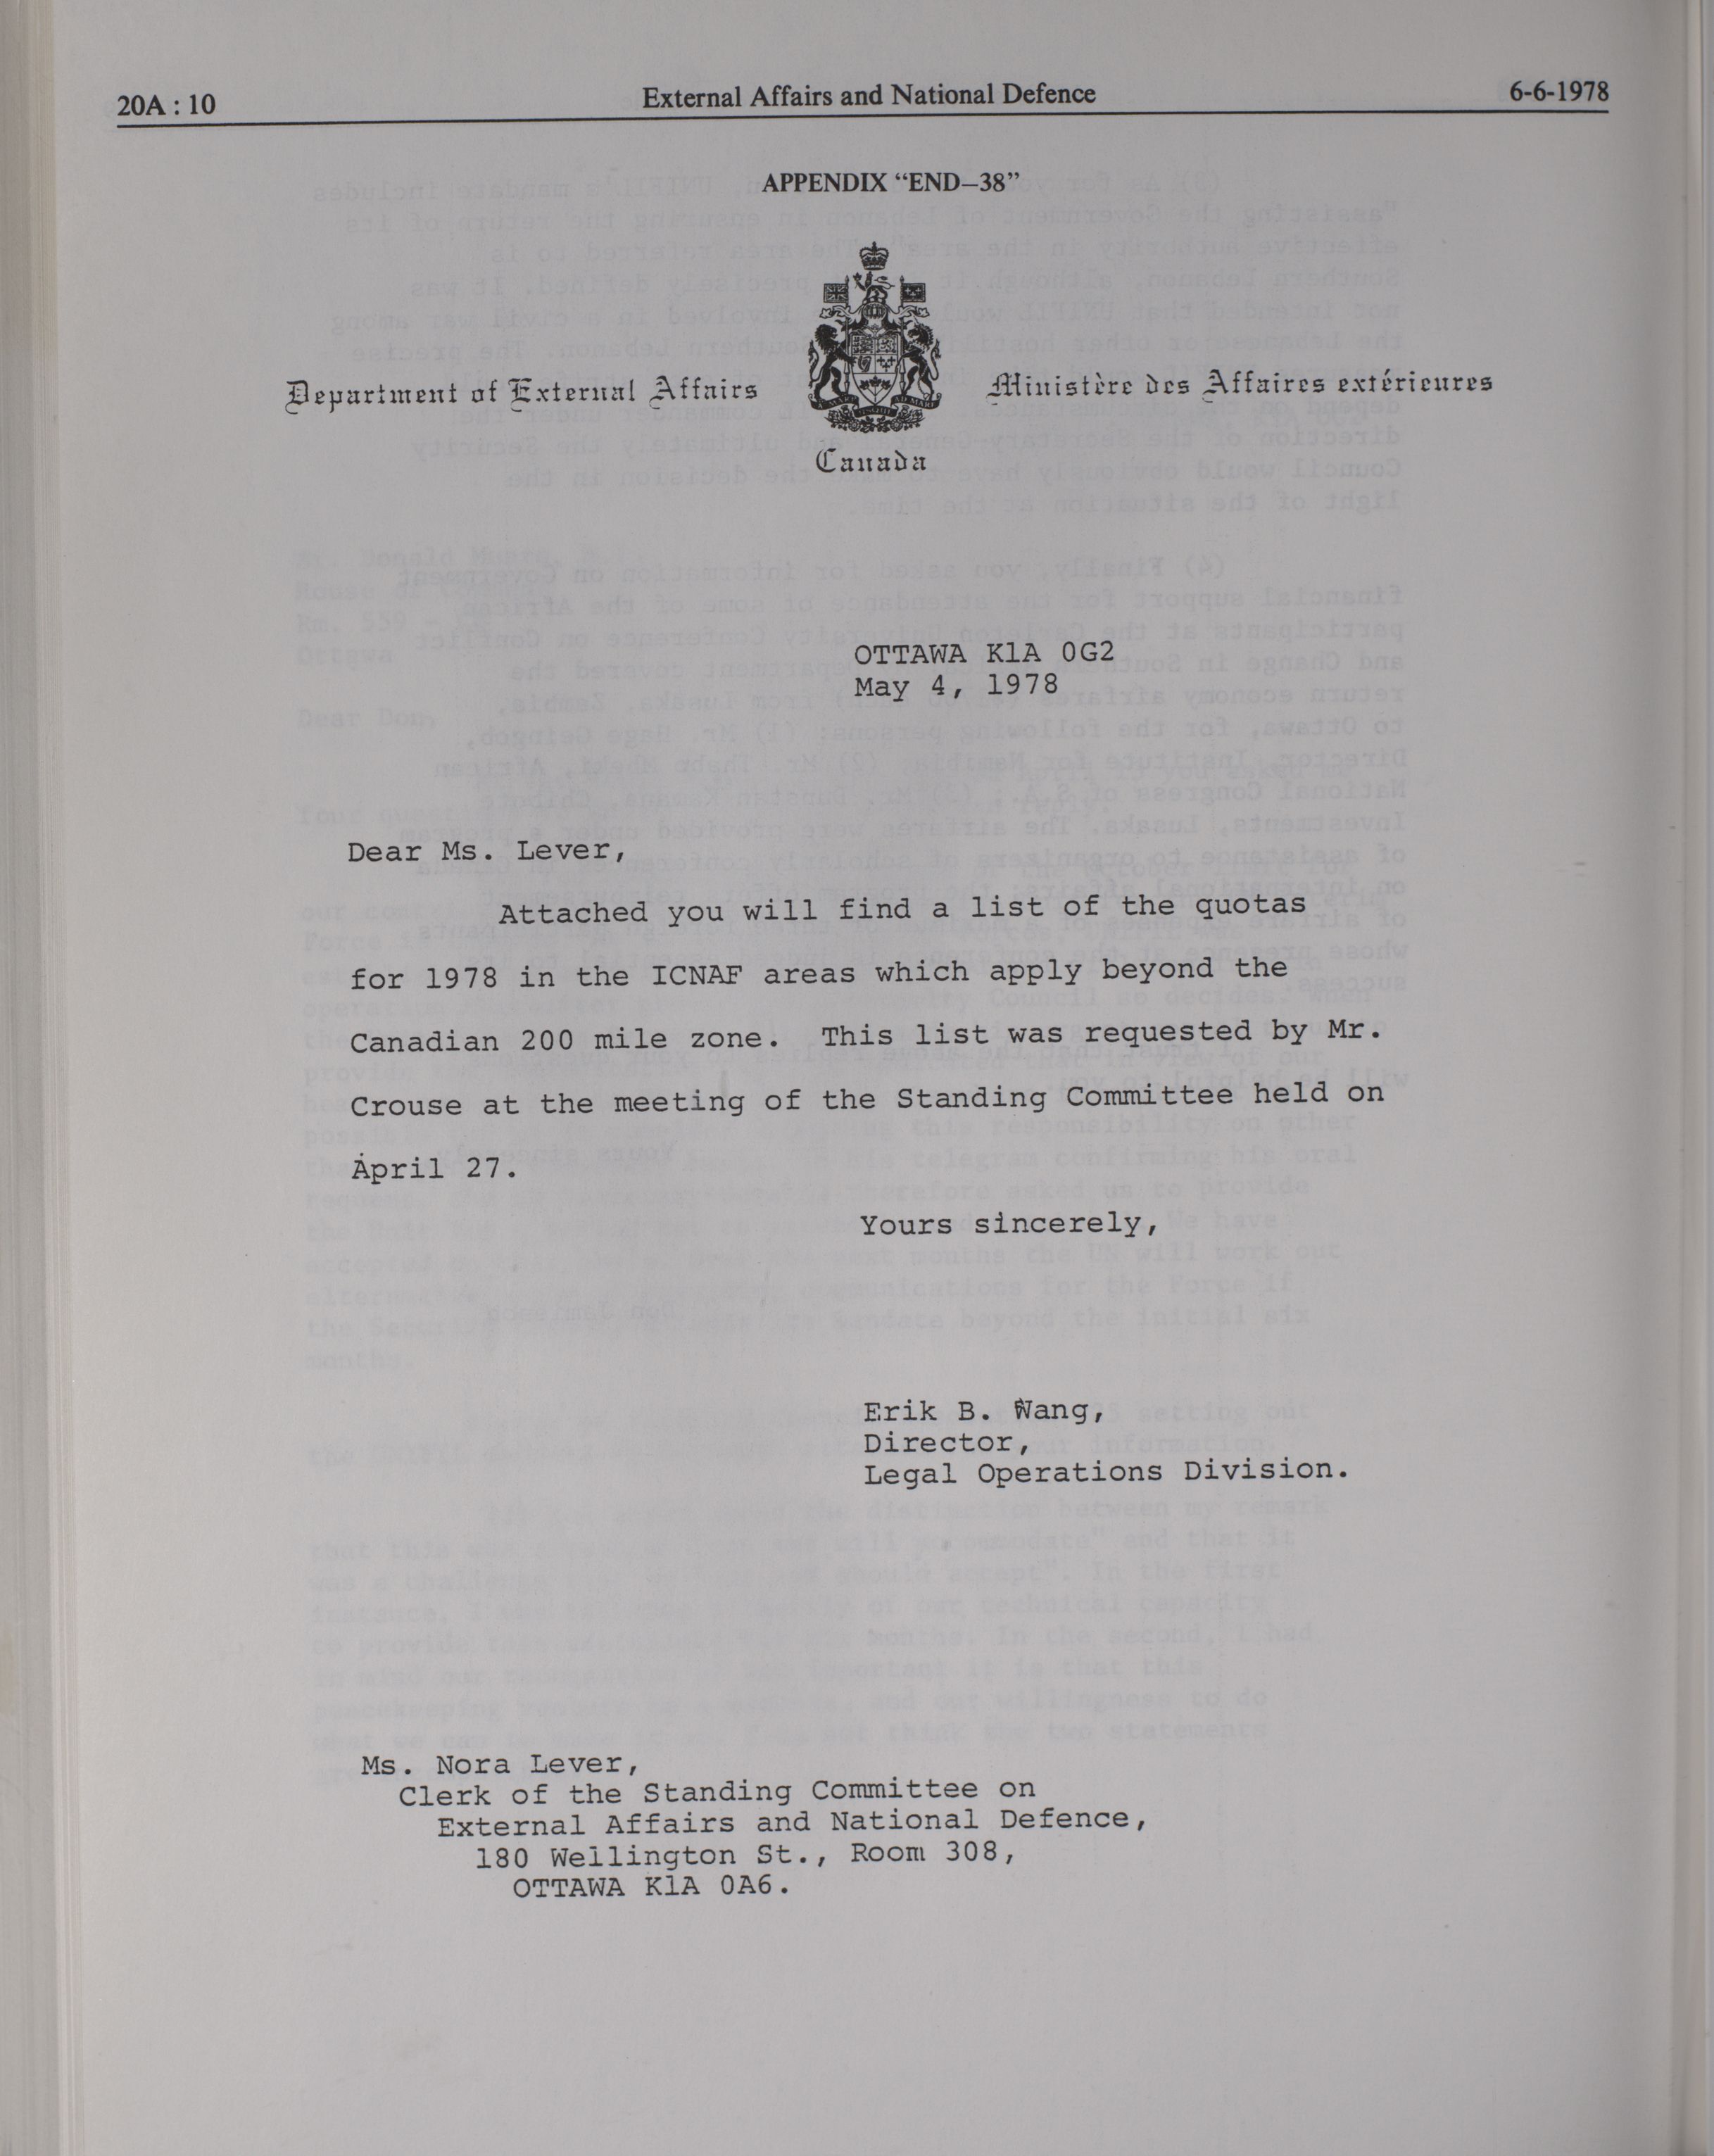 20A : 10 External Affairs and National Defence 6-6-1978
APPENDIX “END–38”
Department of External Affairs Ministère des Affaires extérieures
Canada
OTTAWA K1A 0G2
May 4, 1978
Dear Ms. Lever,
Attached you will find a list of the quotas
for 1978 in the ICNAF areas which apply beyond the
Canadian 200 mile zone. This list was requested by Mr.
Crouse at the meeting of the Standing Committee held on
April 27.
Yours sincerely,
Erik B. Wang,
Director,
Legal Operations Division.
Ms. Nora Lever,
Clerk of the Standing Committee on
External Affairs and National Defence,
180 Wellington St., Room 308,
OTTAWA K1A 0A6.